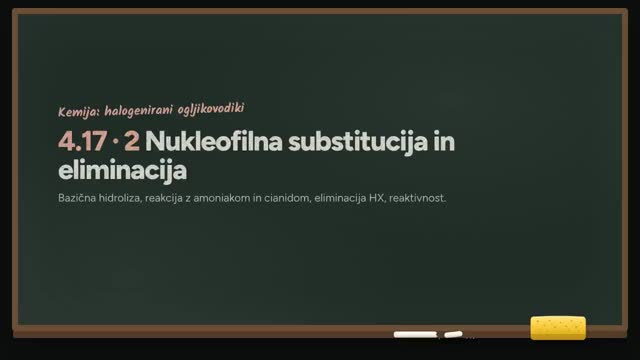 Kemija: halogenirani ogljikovodiki
4.17 · 2 Nukleofilna substitucija in
eliminacija
Bazična hidroliza, reakcija z amoniakom in cianidom, eliminacija HX, reaktivnost.